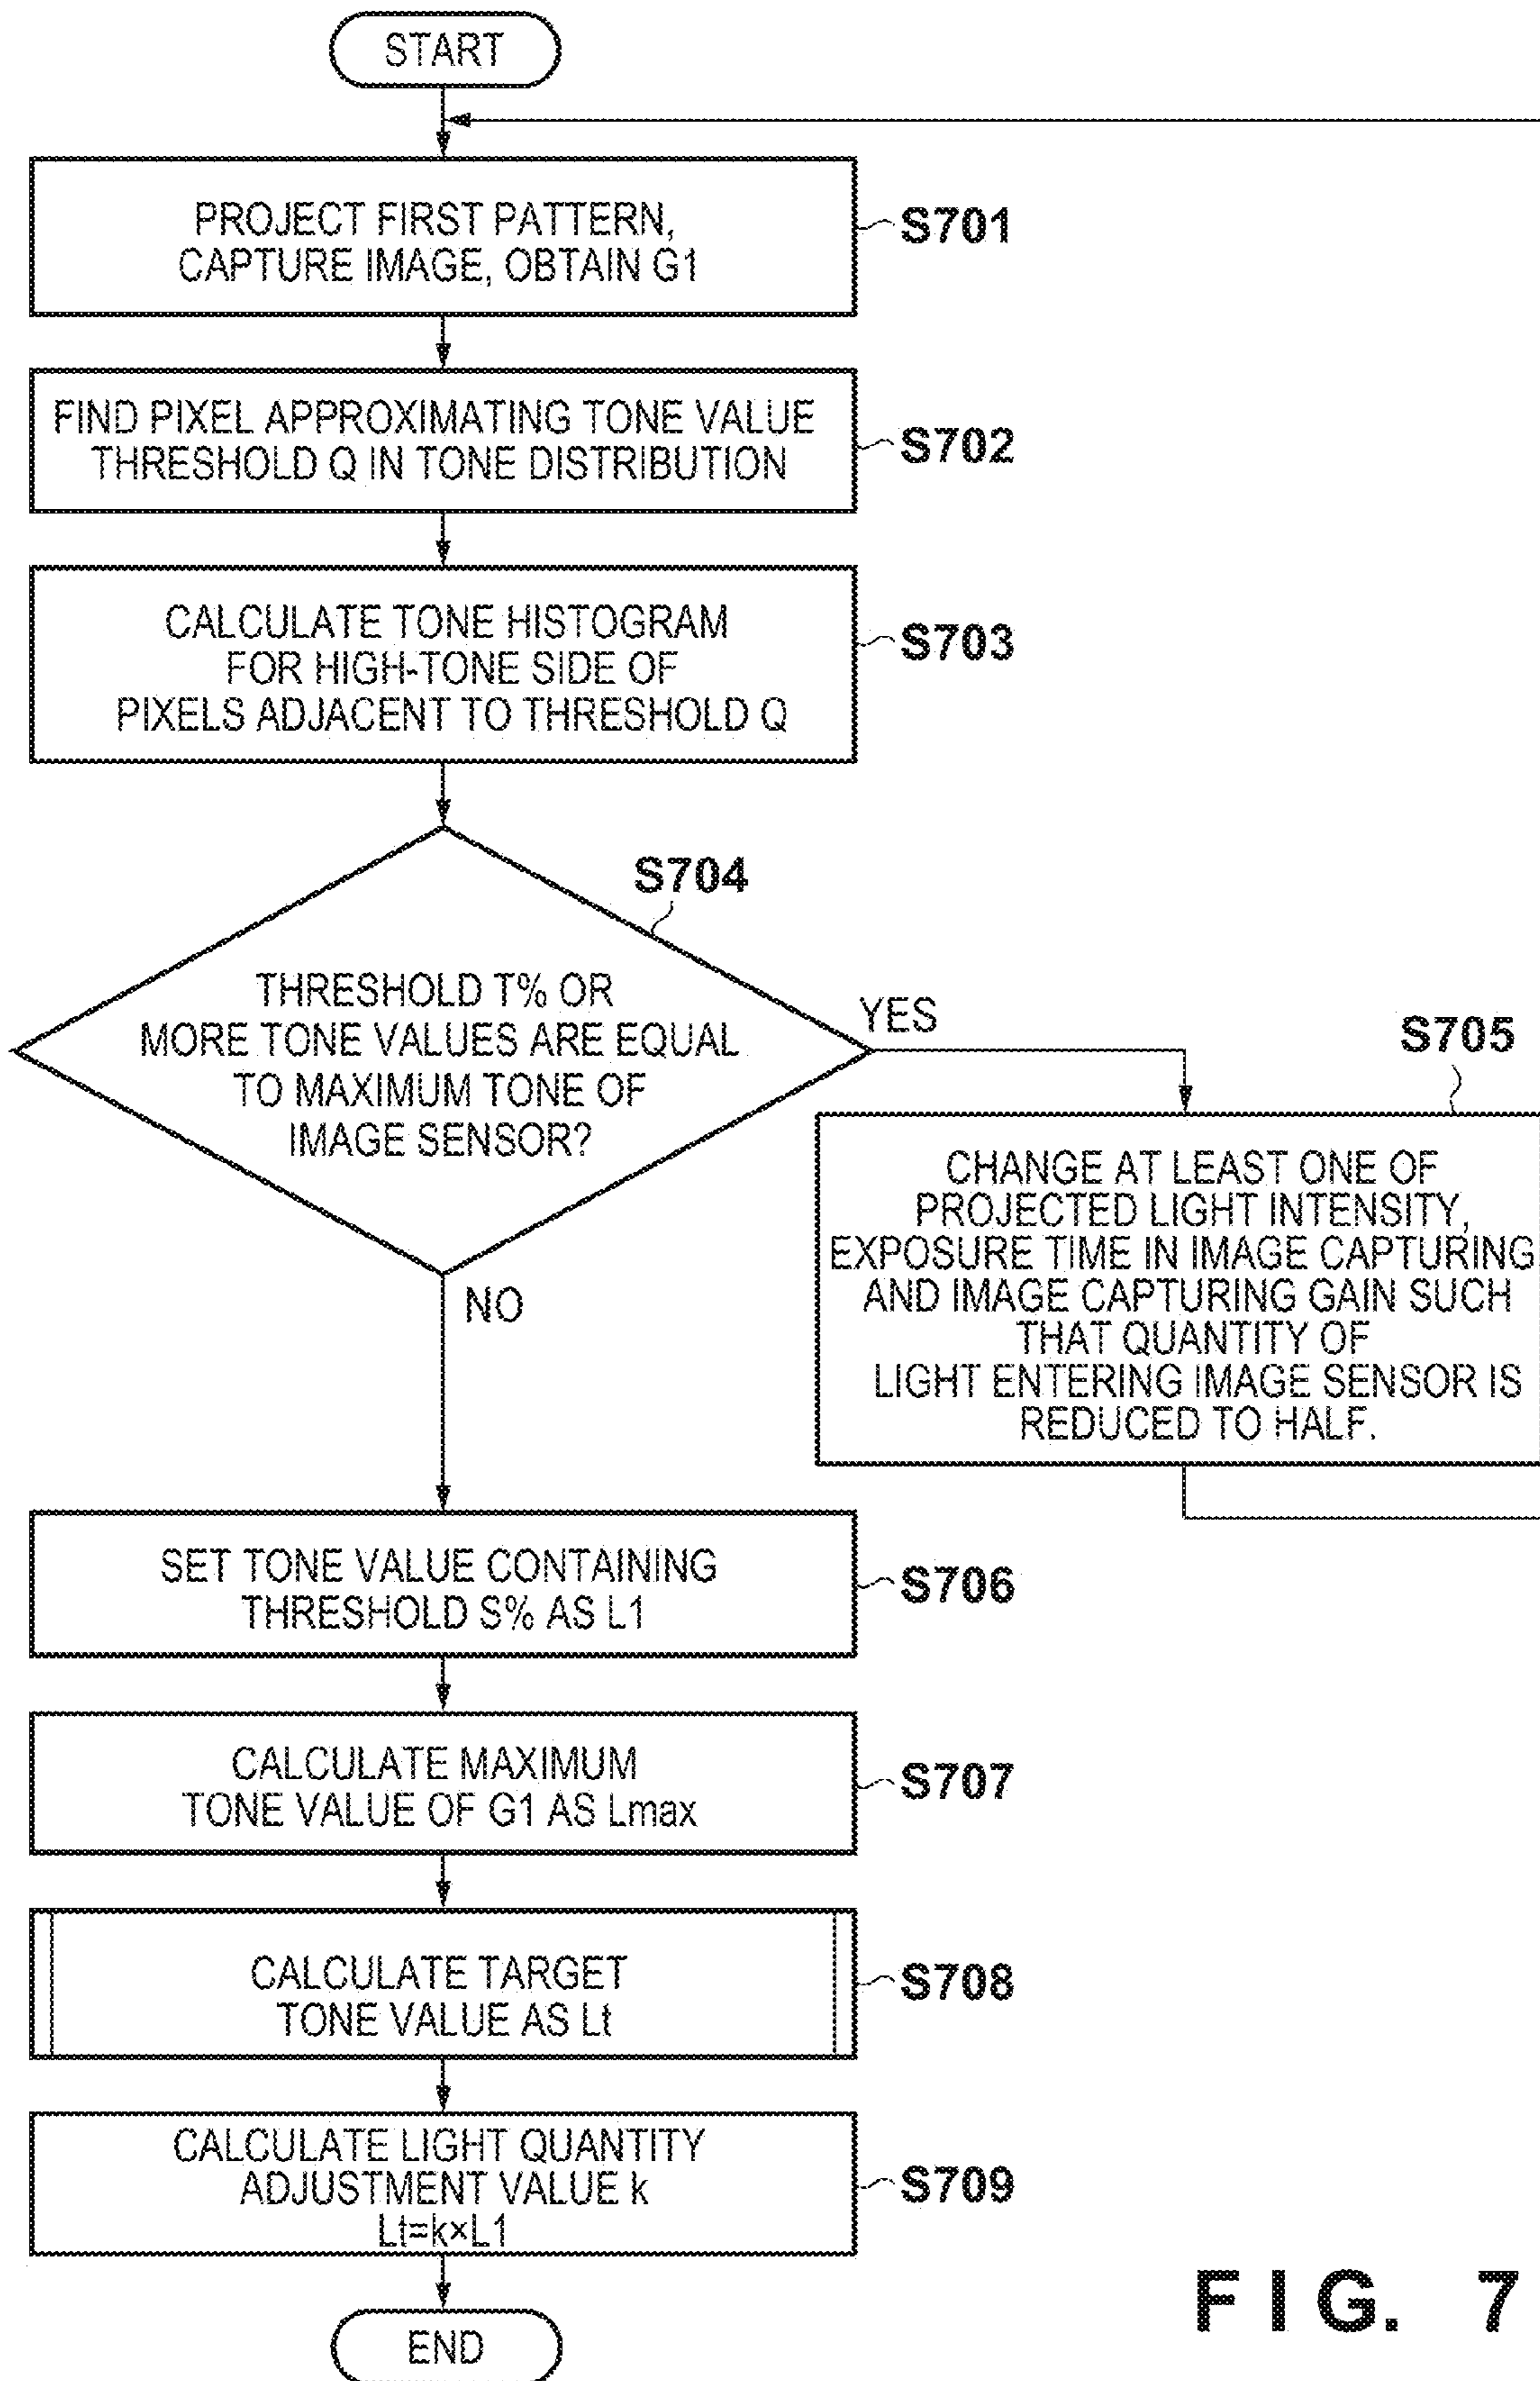 START
PROJECT FIRST PATTERN,
CAPTURE IMAGE, OBTAIN G1
S701
FIND PIXEL APPROXIMATING TONE VALUE
THRESHOLD Q IN TONE DISTRIBUTION
S702
CALCULATE TONE HISTOGRAM
FOR HIGH-TONE SIDE OF
PIXELS ADJACENT TO THRESHOLD Q
S703
S704
THRESHOLD T% OR
MORE TONE VALUES ARE EQUAL
TO MAXIMUM TONE OF
IMAGE SENSOR?
YES
NO
S705
CHANGE AT LEAST ONE OF
PROJECTED LIGHT INTENSITY,
EXPOSURE TIME IN IMAGE CAPTURING
AND IMAGE CAPTURING GAIN SUCH
THAT QUANTITY OF
LIGHT ENTERING IMAGE SENSOR IS
REDUCED TO HALF.
SET TONE VALUE CONTAINING
THRESHOLD S% AS L1
S706
CALCULATE MAXIMUM
TONE VALUE OF G1 AS Lmax
S707
CALCULATE TARGET
TONE VALUE AS Lt
S708
CALCULATE LIGHT QUANTITY
ADJUSTMENT VALUE k
Lt=k×L1
S709
END
FIG. 7